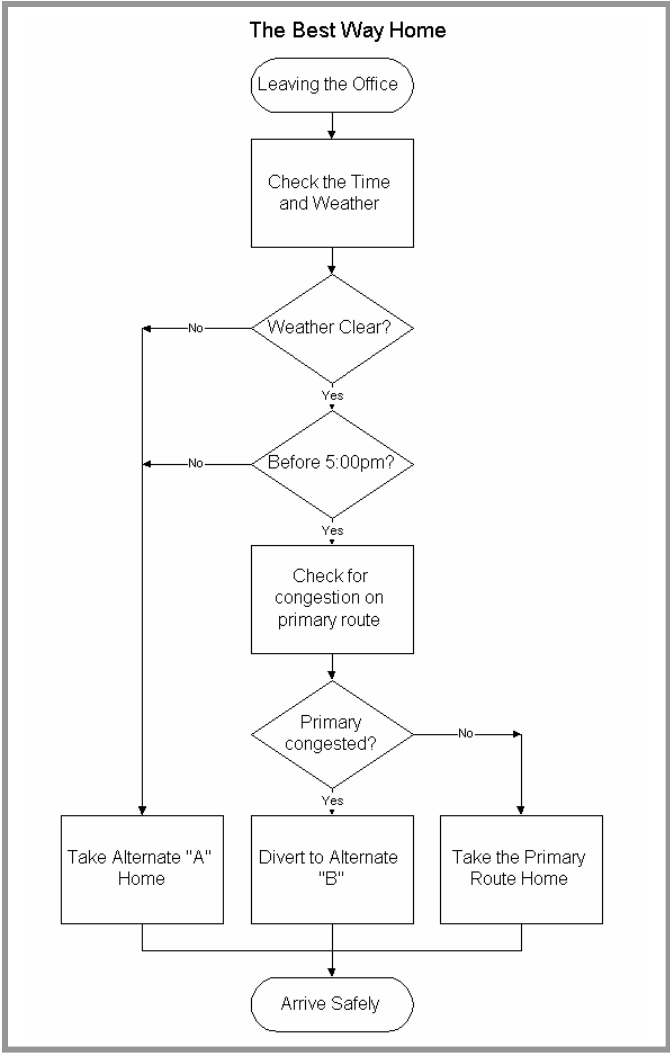 The Best Way Home
Leaving the Office
Check the Time
and Weather
Weather Clear?
No
Yes
Before 5:00pm?
No
Yes
Check for
congestion on
primary route
Primary
congested?
No
Yes
Take Alternate "A"
Home
Divert to Alternate
"B"
Take the Primary
Route Home
Arrive Safely